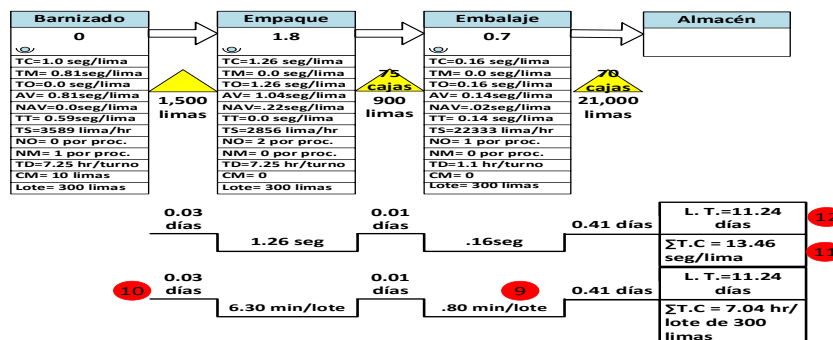 Barnizado
0
TC=1.0 seg/lima
TM= 0.81seg/lima
TO=0.0 seg/lima
AV= 0.81seg/lima
NAV=0.0seg/lima
TT= 0.59seg/lima
TS=3589 lima/hr
NO= 0 por proc.
NM= 1 por proc.
TD=7.25 hr/turno
CM= 10 limas
Lote= 300 limas
1,500
limas
Empaque
1.8
TC=1.26 seg/lima
TM= 0.0 seg/lima
TO=1.26 seg/lima
AV= 1.04seg/lima
NAV=.22seg/lima
TT=0.0 seg/lima
TS=2856 lima/hr
NO= 2 por proc.
NM= 0 por proc.
TD=7.25 hr/turno
CM= 0
Lote= 300 limas
75
cajas
900
limas
Embalaje
0.7
TC=0.16 seg/lima
TM= 0.0 seg/lima
TO=0.16 seg/lima
AV= 0.14seg/lima
NAV=.02seg/lima
TT= 0.14 seg/lima
TS=22333 lima/hr
NO= 1 por proc.
NM= 0 por proc.
TD=1.1 hr/turno
CM= 0
Lote= 300 limas
70
cajas
21,000
limas
Almacén
0.03
días
1.26 seg
0.01
días
.16seg
0.41 días
L. T.=11.24
días
12
∑T.C = 13.46
seg/lima
11
10
0.03
días
6.30 min/lote
0.01
días
9
.80 min/lote
0.41 días
L. T.=11.24
días
∑T.C = 7.04 hr/
lote de 300
limas